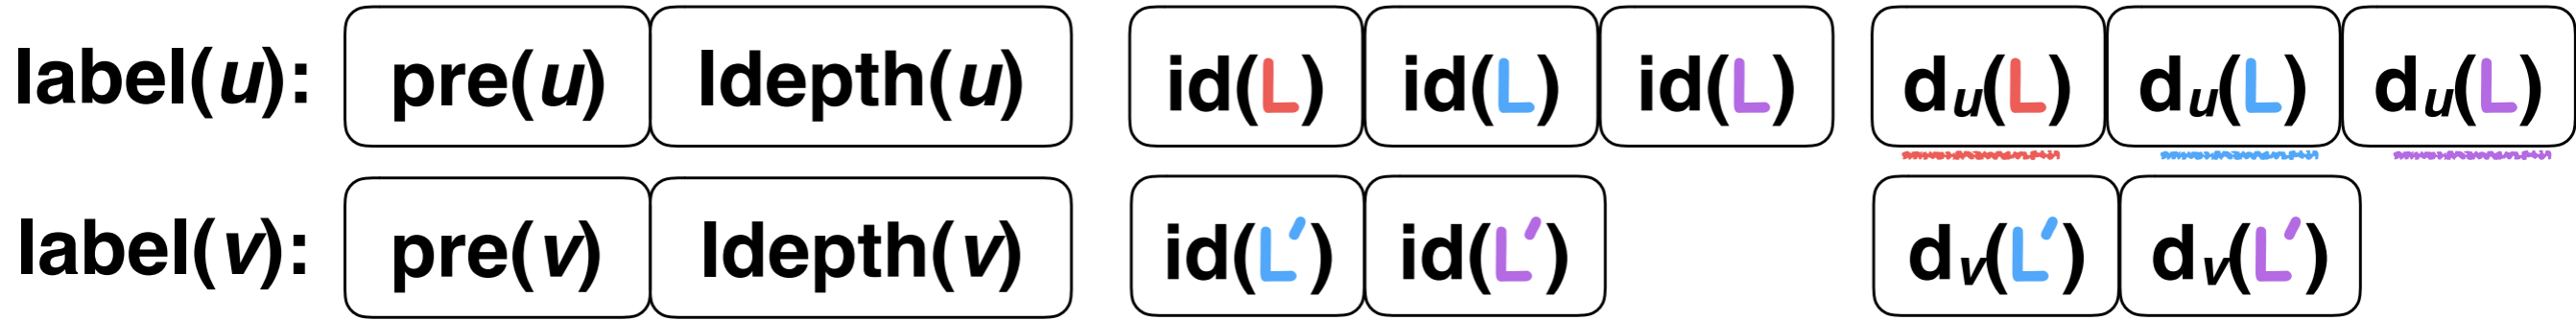 label(u): pre(u) ldepth(u) id(L) id(L) id(L) du(L) du(L) du(L)
label(v): pre(v) ldepth(v) id(L′) id(L′) dv(L′) dv(L′)